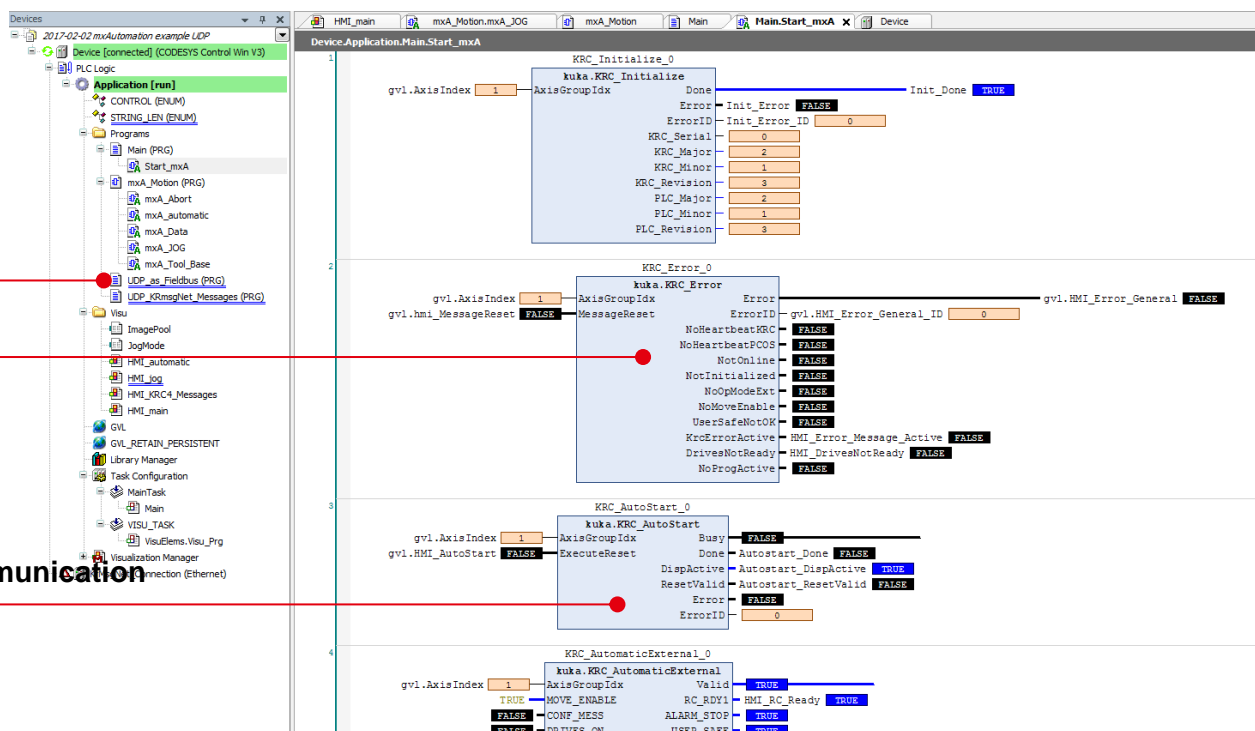 Devices
2017-02-02 mxAutomation example UDP
Device [connected] (CODESYS Control Win V3)
PLC Logic
Application [run]
CONTROL (ENUM)
STRING_LEN (ENUM)
Programs
Main (PRG)
Start_mxA
mxA_Motion (PRG)
mxA_Abort
mxA_automatic
mxA_Data
mxA_JOG
mxA_Tool_Base
UDP_as_Fieldbus (PRG)
UDP_KRmsgNet_Messages (PRG)
Visu
ImagePool
JogMode
HMI_automatic
HMI_jog
HMI_KRC4_Messages
HMI_main
GVL
GVL_RETAIN_PERSISTENT
Library Manager
Task Configuration
MainTask
Main
VISU_TASK
VisuElems.Visu_Prg
Visualization Manager
Connection (Ethernet)
munication
HMI_main mxA_Motion.mxA_JOG mxA_Motion Main Main.Start_mxA X Device
Device.Application.Main.Start_mxA
1
KRC_Initialize_0
kuka.KRC_Initialize
gvl.AxisIndex 1 AxisGroupIdx Done Init_Done TRUE
Error Init_Error FALSE
ErrorID Init_Error_ID 0
KRC_Serial 0
KRC_Major 2
KRC_Minor 1
KRC_Revision 3
PLC_Major 2
PLC_Minor 1
PLC_Revision 3
2
KRC_Error_0
kuka.KRC_Error
gvl.AxisIndex 1 AxisGroupIdx Error gvl.HMI_Error_General FALSE
gvl.hmi_MessageReset FALSE MessageReset ErrorID gvl.HMI_Error_General_ID 0
NoHeartbeatKRC FALSE
NoHeartbeatPCOS FALSE
NotOnline FALSE
NotInitialized FALSE
NoOpModeExt FALSE
NoMoveEnable FALSE
UserSafeNotOK FALSE
KrcErrorActive HMI_Error_Message_Active FALSE
DrivesNotReady HMI_DrivesNotReady FALSE
NoProgActive FALSE
3
KRC_AutoStart_0
kuka.KRC_AutoStart
gvl.AxisIndex 1 AxisGroupIdx Busy FALSE
gvl.HMI_AutoStart FALSE ExecuteReset Done Autostart_Done FALSE
DispActive Autostart_DispActive TRUE
ResetValid Autostart_ResetValid FALSE
Error FALSE
ErrorID 0
4
KRC_AutomaticExternal_0
kuka.KRC_AutomaticExternal
gvl.AxisIndex 1 AxisGroupIdx Valid TRUE
TRUE MOVE_ENABLE RC_RDY1 HMI_RC_Ready TRUE
FALSE CONF_MESS ALARM_STOP TRUE
FALSE DRIVES_ON USER_SAFE TRUE